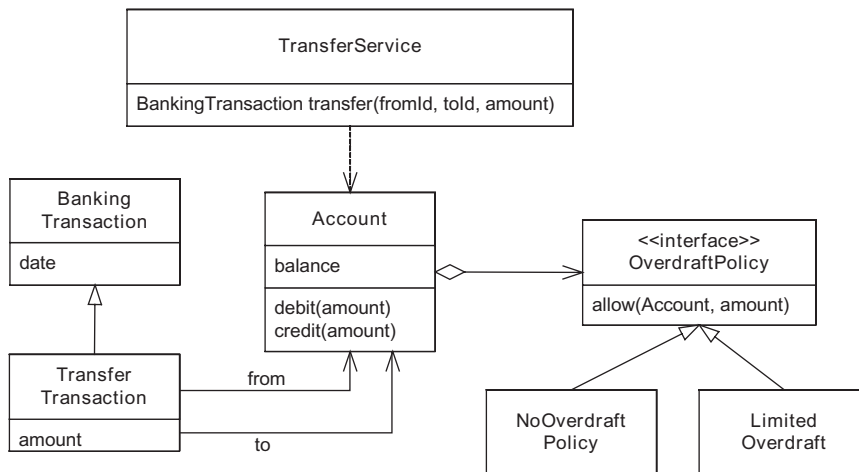 TransferService
BankingTransaction transfer(fromId, toId, amount)
Banking
Transaction
date
Account
balance
debit(amount)
credit(amount)
<<interface>>
OverdraftPolicy
allow(Account, amount)
Transfer
Transaction
amount
from
to
NoOverdraft
Policy
Limited
Overdraft